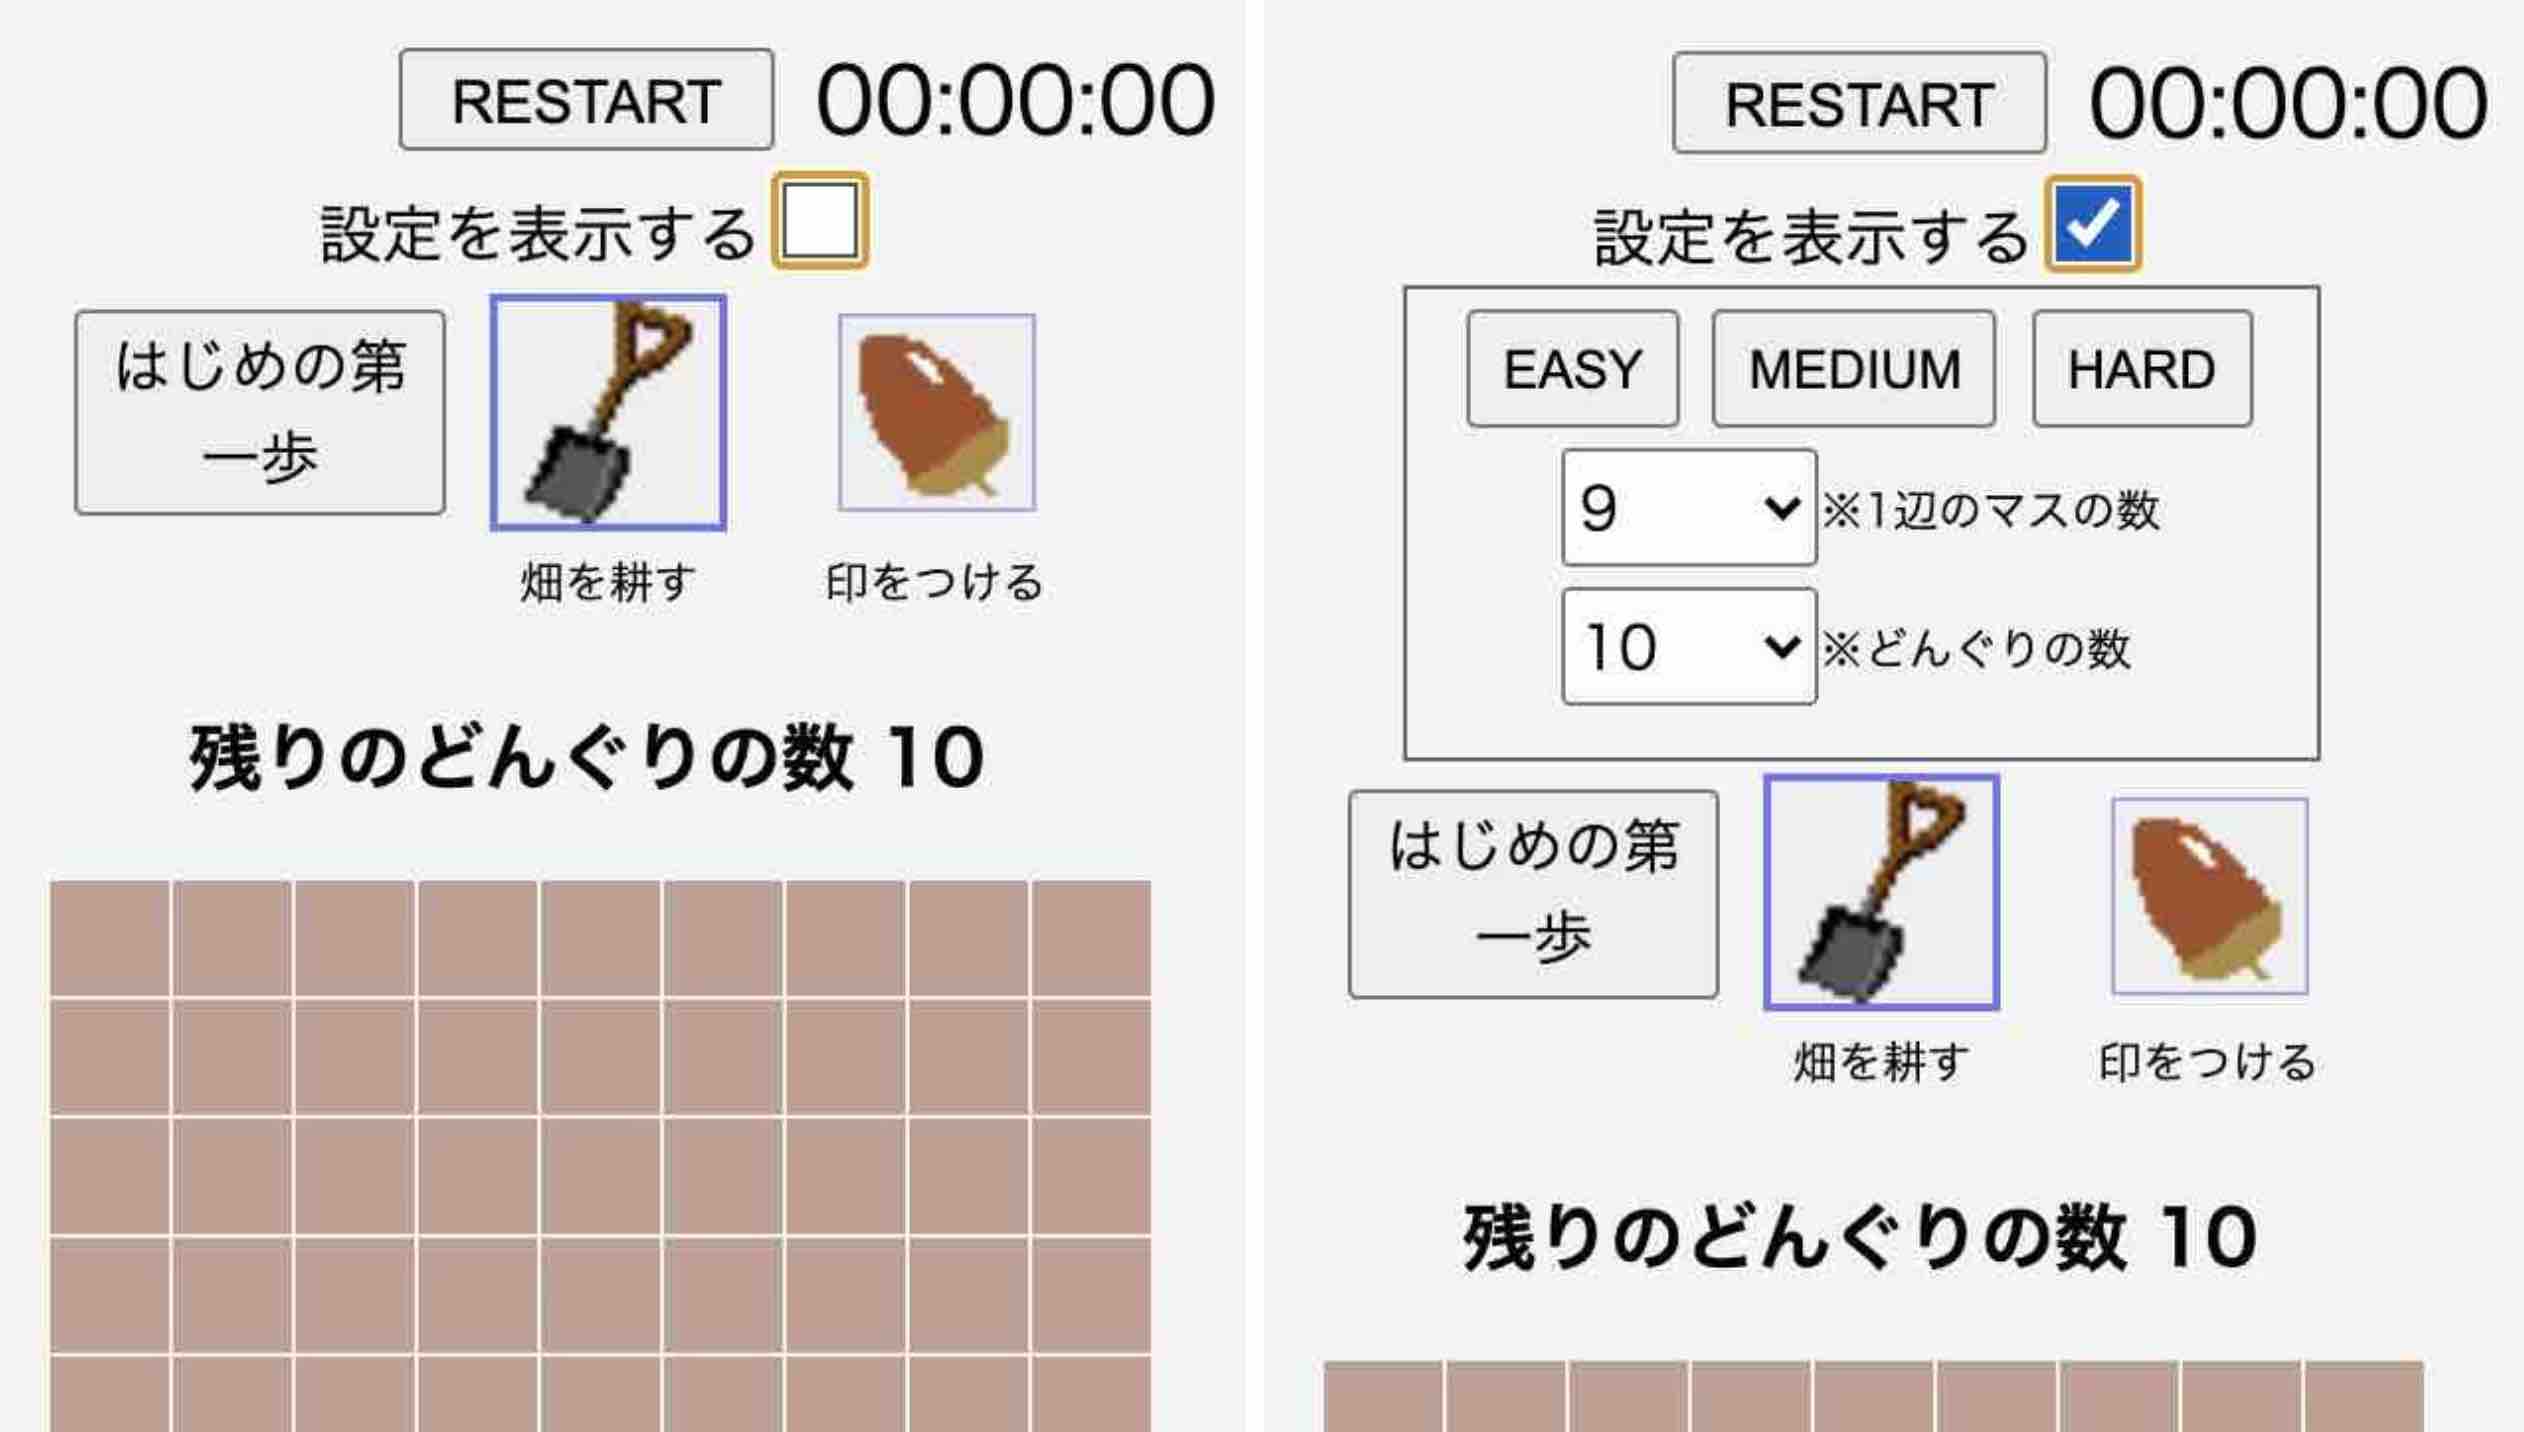 RESTART 00:00:00
設定を表示する
はじめの第
一歩
畑を耕す 印をつける
残りのどんぐりの数 10
RESTART 00:00:00
設定を表示する
EASY MEDIUM HARD
9 ※1辺のマスの数
10 ※どんぐりの数
はじめの第
一歩
畑を耕す 印をつける
残りのどんぐりの数 10